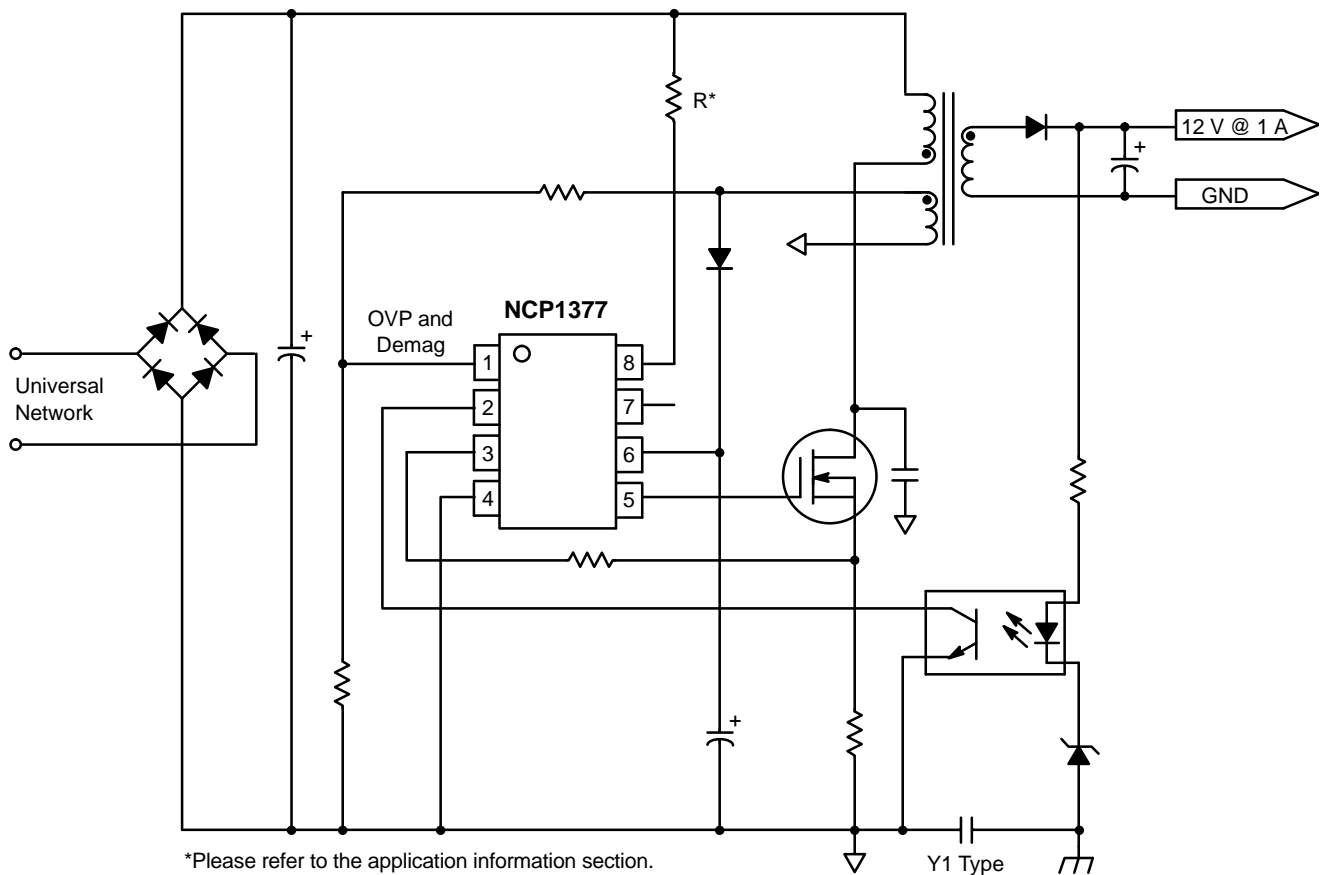 R*
12 V @ 1 A
+
GND
NCP1377
OVP and
Demag
+
1
8
Universal
Network
2
7
3
6
4
5
+
*Please refer to the application information section.
Y1 Type